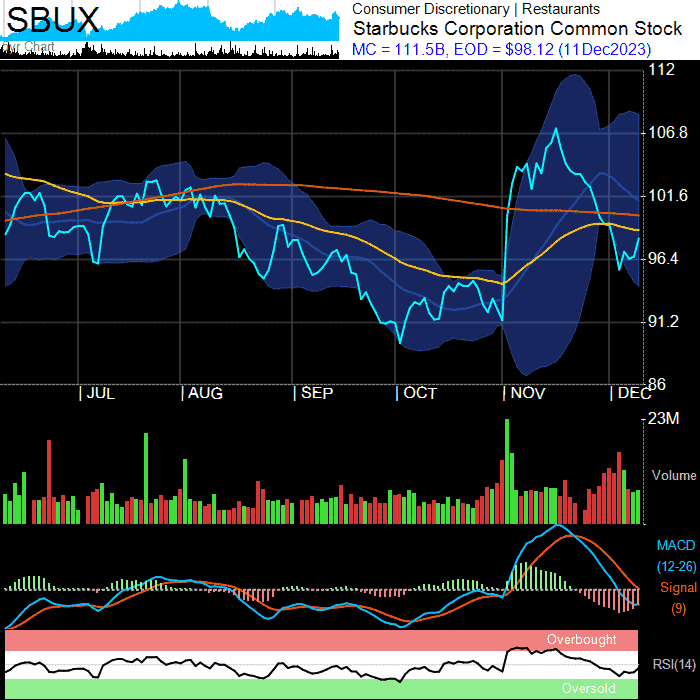 SBUX
Our Chart
Consumer Discretionary | Restaurants
Starbucks Corporation Common Stock
MC = 111.5B, EOD = $98.12 (11Dec2023)
112
106.8
101.6
96.4
91.2
86
| JUL | AUG | SEP | OCT | NOV | DEC
23M
Volume
MACD
(12-26)
Signal
(9)
Overbought
RSI(14)
Oversold